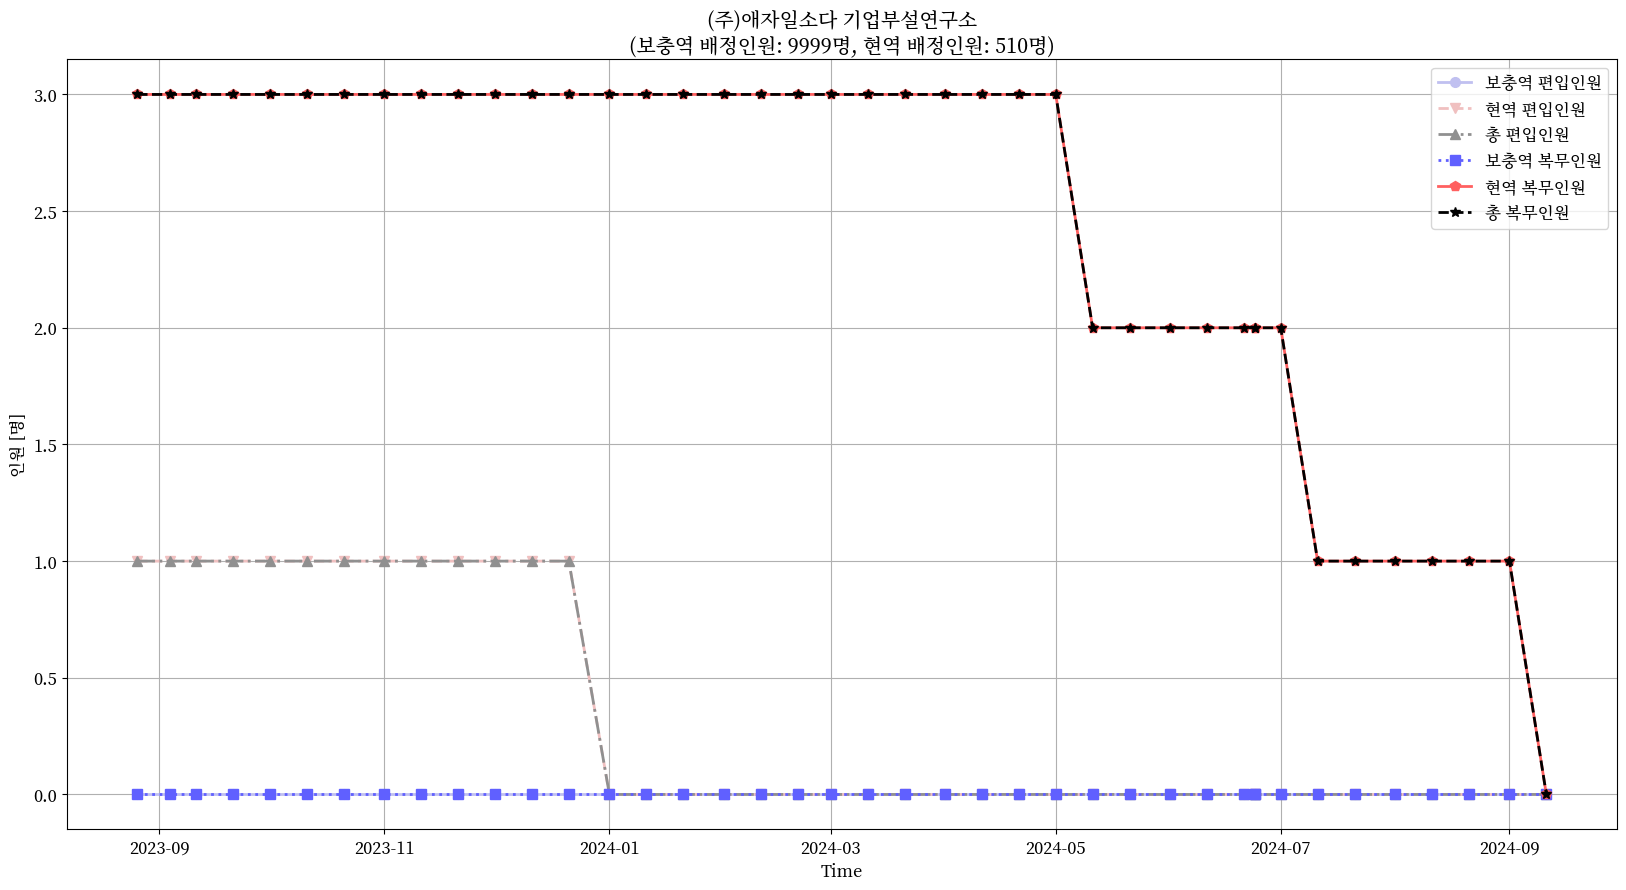 (주)애자일소다 기업부설연구소
(보충역 배정인원: 9999명, 현역 배정인원: 510명)
보충역 편입인원
현역 편입인원
총 편입인원
보충역 복무인원
현역 복무인원
총 복무인원
인원 [명]
3.0
2.5
2.0
1.5
1.0
0.5
0.0
2023-09
2023-11
2024-01
2024-03
2024-05
2024-07
2024-09
Time